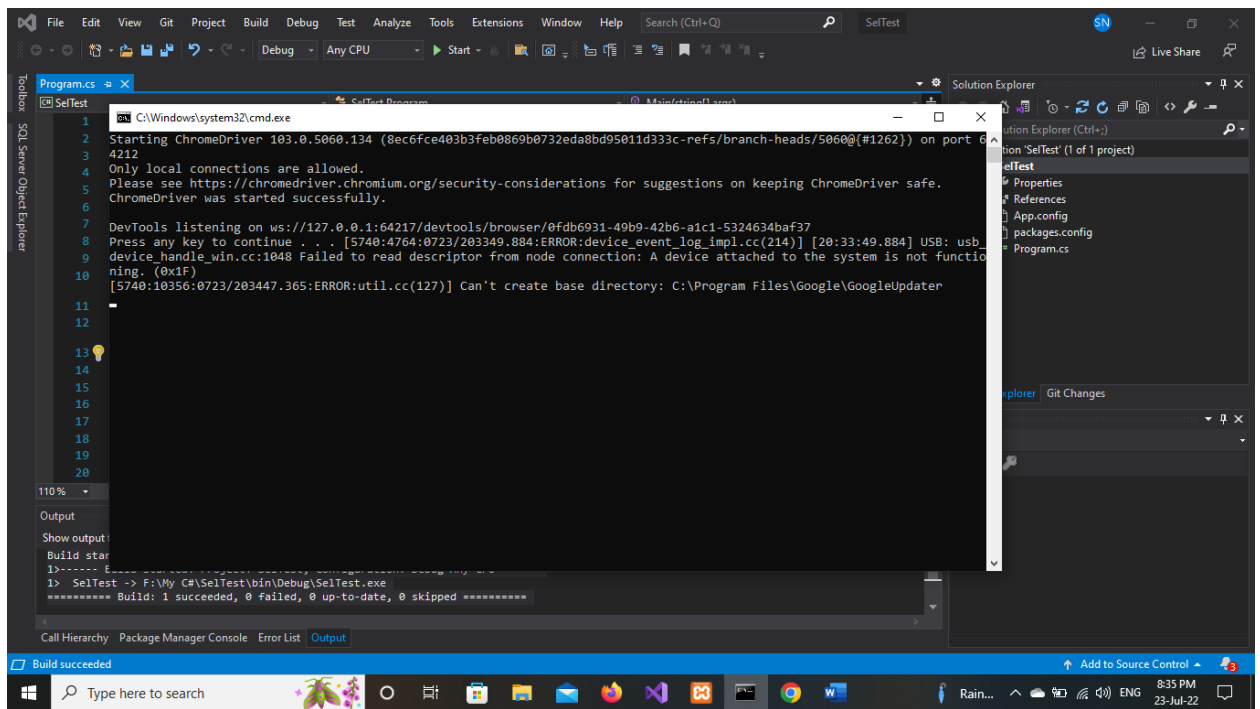 File Edit View Git Project Build Debug Test Analyze Tools Extensions Window Help Search (Ctrl+Q) SelTest SN
Debug Any CPU Start Live Share
Toolbox
SQL Server Object Explorer
Program.cs
SelTest SelTest.Program Main(string[] args)
1
2
3
4
5
6
7
8
9
10
11
12
13
14
15
16
17
18
19
20
C:\Windows\system32\cmd.exe
Starting ChromeDriver 103.0.5060.134 (8ec6fce403b3feb0869b0732eda8bd95011d333c-refs/branch-heads/5060@{#1262}) on port 6
4212
Only local connections are allowed.
Please see https://chromedriver.chromium.org/security-considerations for suggestions on keeping ChromeDriver safe.
ChromeDriver was started successfully.
DevTools listening on ws://127.0.0.1:64217/devtools/browser/0fdb6931-49b9-42b6-a1c1-5324634baf37
Press any key to continue . . . [5740:4764:0723/203349.884:ERROR:device_event_log_impl.cc(214)] [20:33:49.884] USB: usb_
device_handle_win.cc:1048 Failed to read descriptor from node connection: A device attached to the system is not functio
ning. (0x1F)
[5740:10356:0723/203447.365:ERROR:util.cc(127)] Can't create base directory: C:\Program Files\Google\GoogleUpdater
Solution Explorer
ution Explorer (Ctrl+;)
tion 'SelTest' (1 of 1 project)
elTest
Properties
References
App.config
packages.config
Program.cs
xplorer Git Changes
110 %
Output
Show output
Build star
1>------
1> SelTest -> F:\My C#\SelTest\bin\Debug\SelTest.exe
========== Build: 1 succeeded, 0 failed, 0 up-to-date, 0 skipped ==========
Call Hierarchy Package Manager Console Error List Output
Build succeeded Add to Source Control 3
Type here to search Rain... ENG 8:35 PM
23-Jul-22